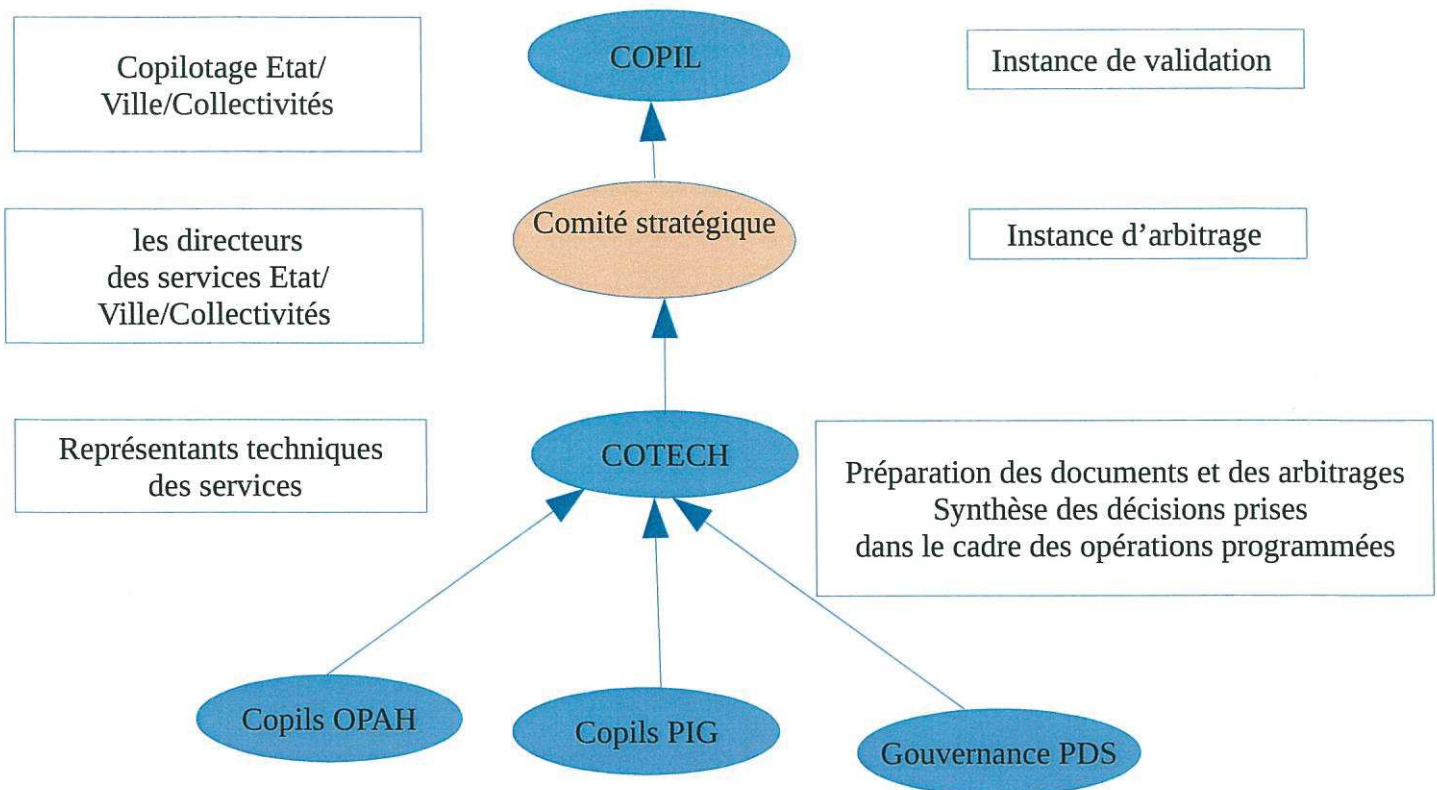 Copilotage Etat/
Ville/Collectivités
COPIL
Instance de validation
les directeurs
des services Etat/
Ville/Collectivités
Comité stratégique
Instance d’arbitrage
Représentants techniques
des services
COTECH
Préparation des documents et des arbitrages
Synthèse des décisions prises
dans le cadre des opérations programmées
Copils OPAH
Copils PIG
Gouvernance PDS